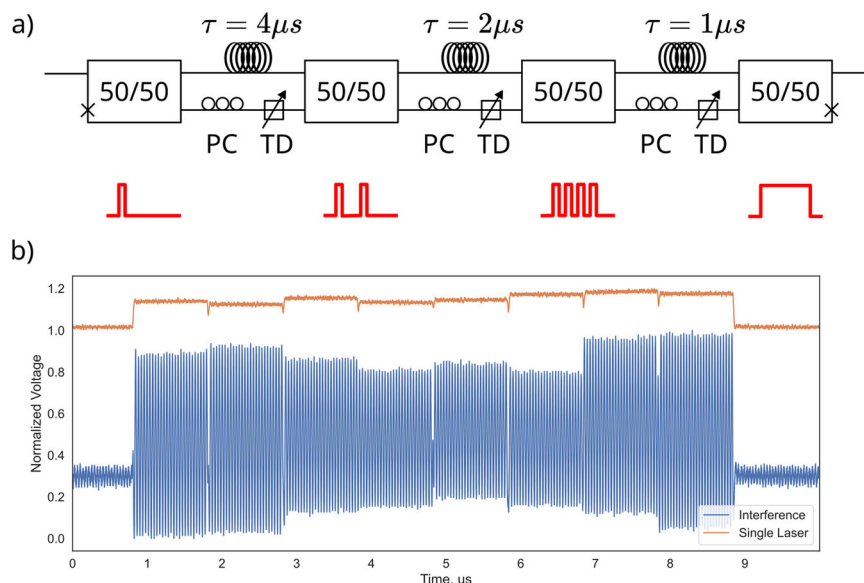 a)
τ = 4μs τ = 2μs τ = 1μs
50/50 50/50 50/50 50/50
PC TD PC TD PC TD
b)
Normalized Voltage
1.2
1.0
0.8
0.6
0.4
0.2
0.0
Interference
Single Laser
0 1 2 3 4 5 6 7 8 9
Time, us